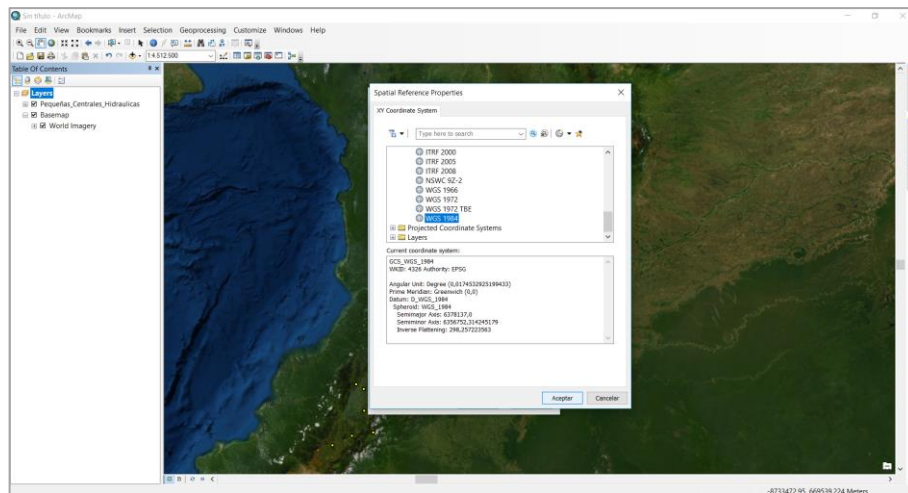 Sin título - ArcMap
File Edit View Bookmarks Insert Selection Geoprocessing Customize Windows Help
1:4.512.500
Table Of Contents
Layers
Pequeñas_Centrales_Hidraulicas
Basemap
World Imagery
Spatial Reference Properties
XY Coordinate System
Type here to search
ITRF 2000
ITRF 2005
ITRF 2008
NSWC 9Z-2
WGS 1966
WGS 1972
WGS 1972 TBE
WGS 1984
Projected Coordinate Systems
Layers
Current coordinate system:
GCS_WGS_1984
WKID: 4326 Authority: EPSG
Angular Unit: Degree (0,0174532925199433)
Prime Meridian: Greenwich (0,0)
Datum: D_WGS_1984
Spheroid: WGS_1984
Semimajor Axis: 6378137,0
Semiminor Axis: 6356752,314245179
Inverse Flattening: 298,257223563
Aceptar Cancelar
-8733472,95 669539,224 Meters